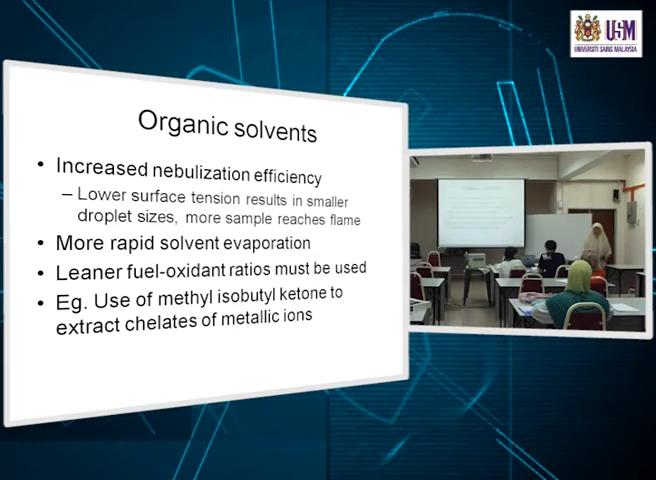 USM
UNIVERSITI SAINS MALAYSIA
Organic solvents
• Increased nebulization efficiency
– Lower surface tension results in smaller
droplet sizes, more sample reaches flame
• More rapid solvent evaporation
• Leaner fuel-oxidant ratios must be used
• Eg. Use of methyl isobutyl ketone to
extract chelates of metallic ions